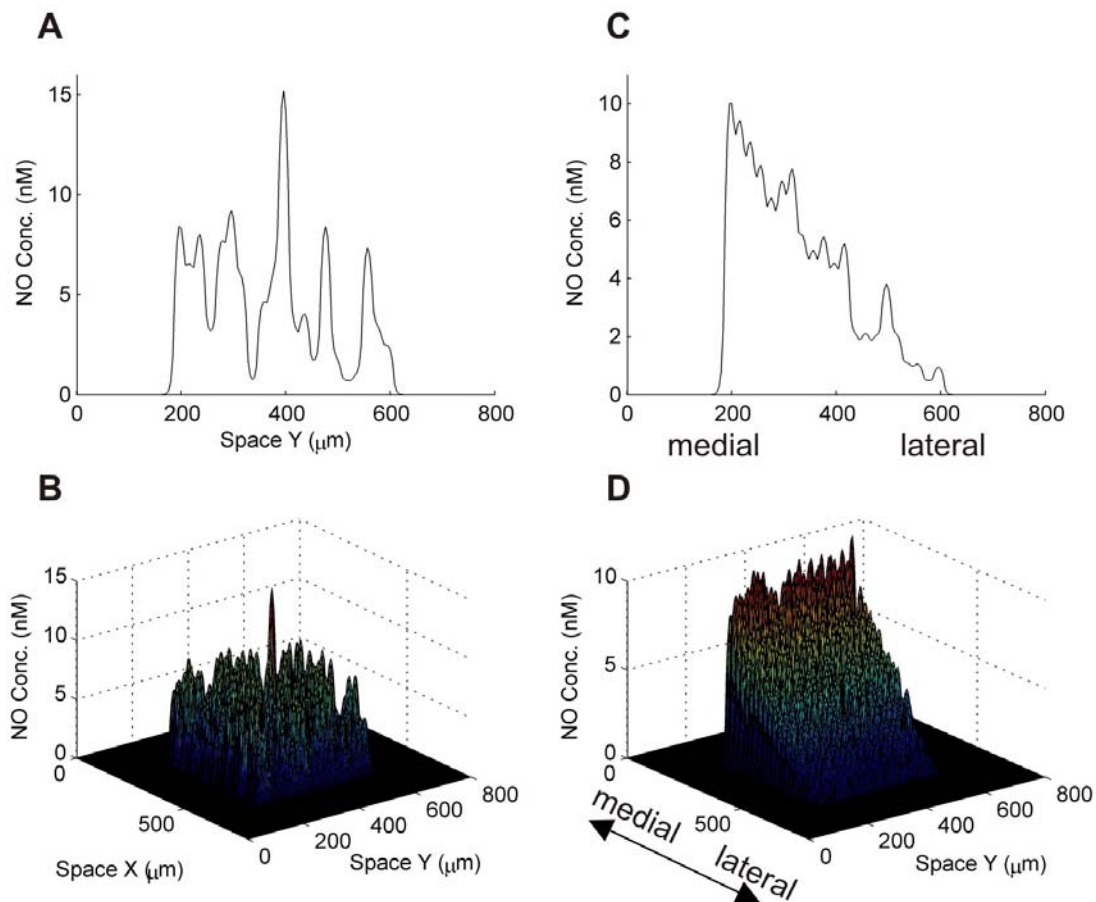 A
NO Conc. (nM)
15
10
5
0
0 200 400 600 800
Space Y (μm)
C
NO Conc. (nM)
10
8
6
4
2
0
0 200 400 600 800
medial lateral
B
NO Conc. (nM)
15
10
5
0
0
500
Space X (μm)
0 200 400 600 800
Space Y (μm)
D
NO Conc. (nM)
10
5
0
0
500
medial
lateral
0 200 400 600 800
Space Y (μm)